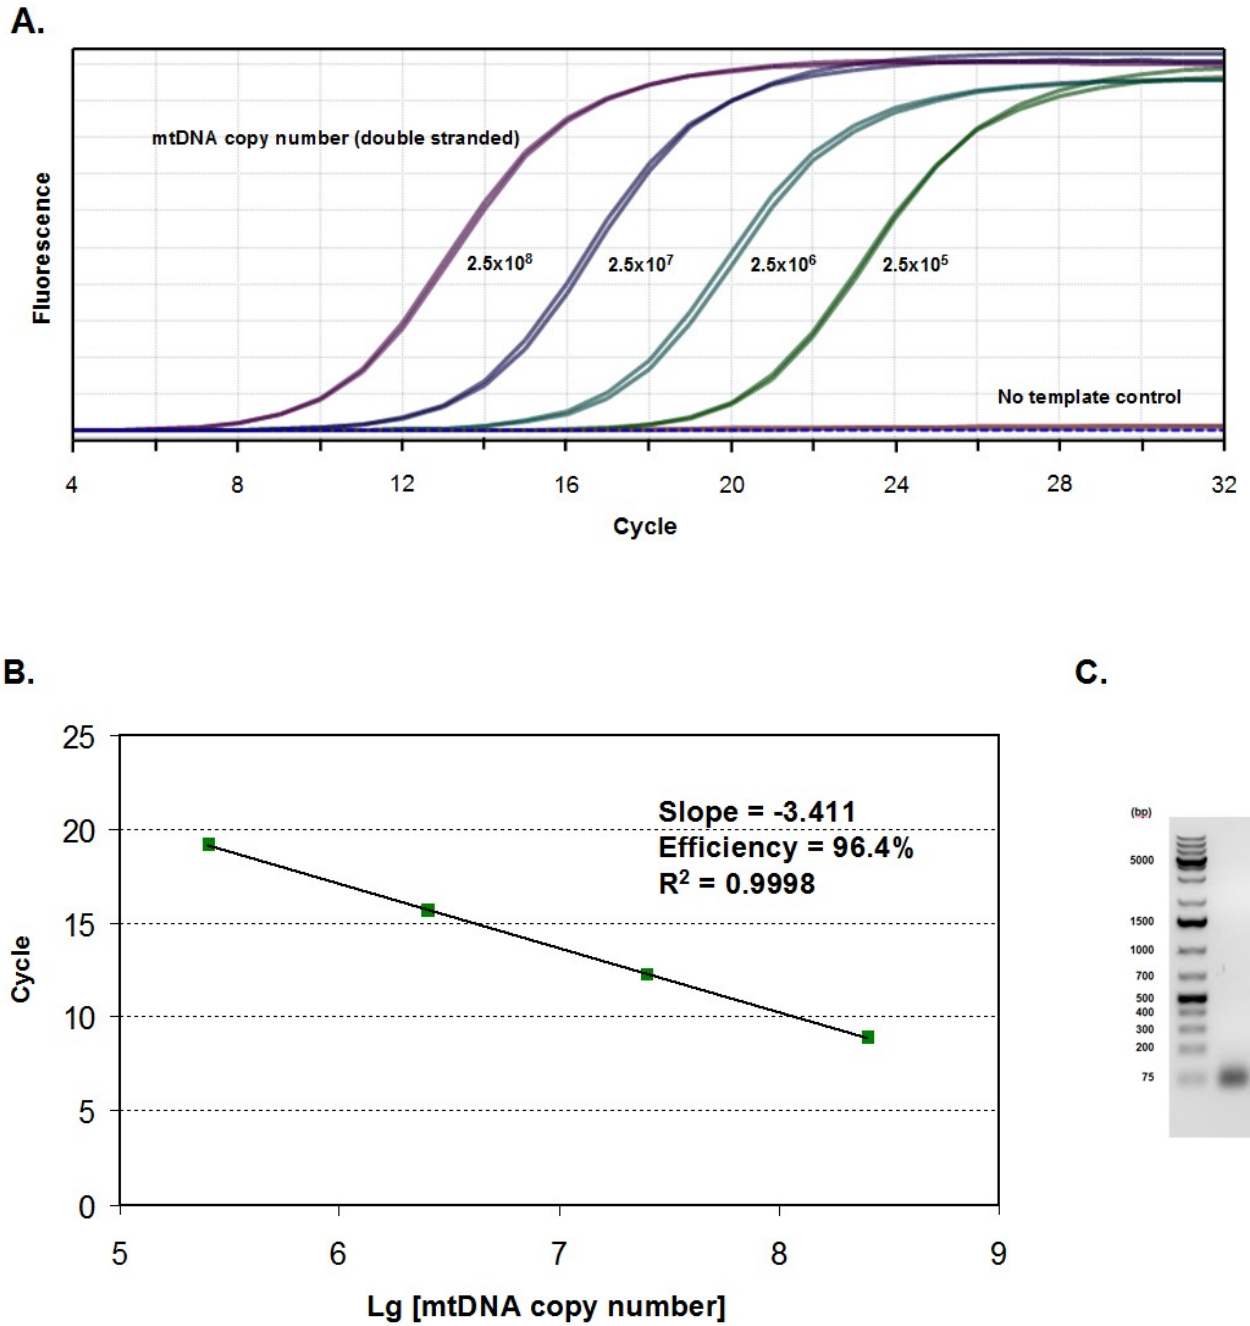 A.
mtDNA copy number (double stranded)
Fluorescence
2.5x10⁸ 2.5x10⁷ 2.5x10⁶ 2.5x10⁵
No template control
4 8 12 16 20 24 28 32
Cycle
B.
25
20
15
10
5
0
Cycle
Slope = -3.411
Efficiency = 96.4%
R² = 0.9998
5 6 7 8 9
Lg [mtDNA copy number]
C.
(bp)
5000
1500
1000
700
500
400
300
200
75